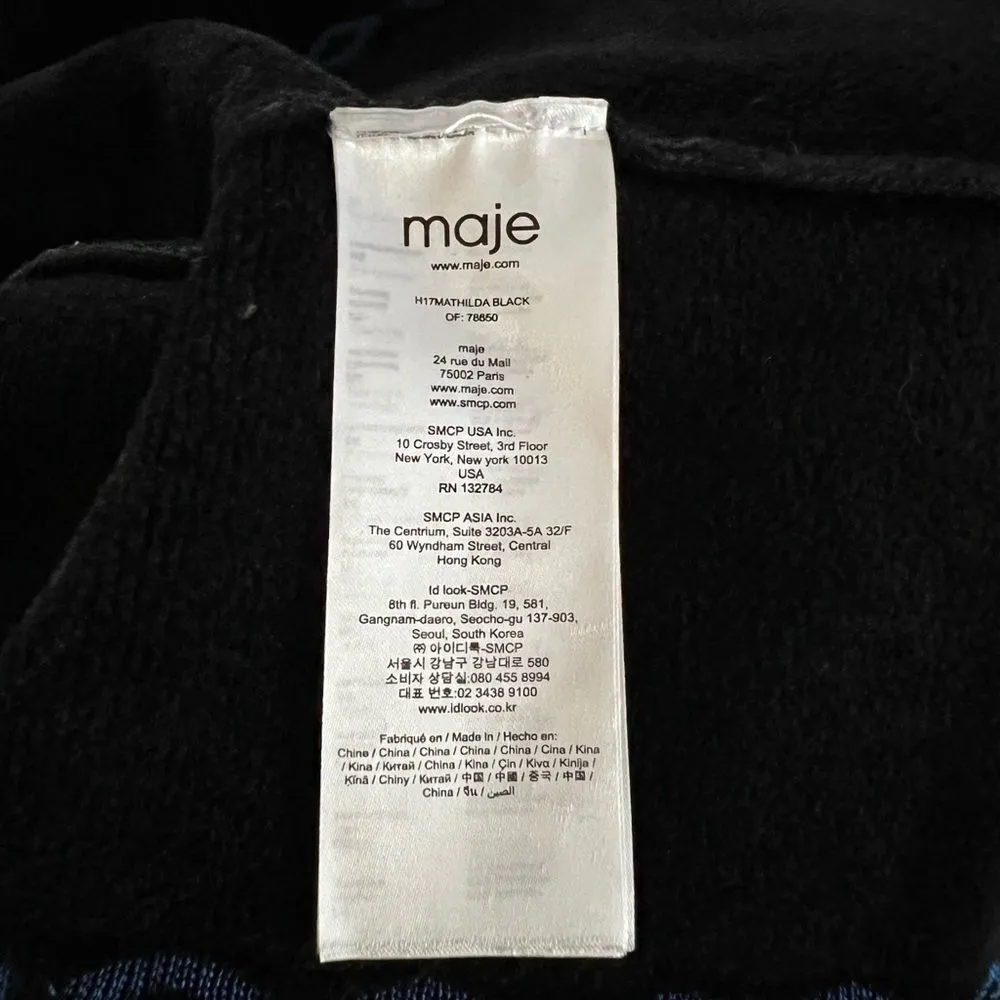 maje
www.maje.com
H17MATHILDA BLACK
OF: 78650
maje
24 rue du Mail
75002 Paris
www.maje.com
www.smcp.com
SMCP USA Inc.
10 Crosby Street, 3rd Floor
New York, New york 10013
USA
RN 132784
SMCP ASIA Inc.
The Centrium, Suite 3203A-5A 32/F
60 Wyndham Street, Central
Hong Kong
Id look-SMCP
8th fl. Pureun Bldg. 19, 581,
Gangnam-daero, Seocho-gu 137-903,
Seoul, South Korea
㈜ 아이디룩-SMCP
서울시 강남구 강남대로 580
소비자 상담실:080 455 8994
대표 번호:02 3438 9100
www.idlook.co.kr
Fabriqué en / Made In / Hecho en:
Chine / China / China / China / China / Cina / Kina
/ Kina / Китай / China / Kína / Çin / Κίνα / Kinija /
Ķīnā / Chiny / Китай / 中国 / 中國 / 중국 / 中国 /
China / จีน / الصين